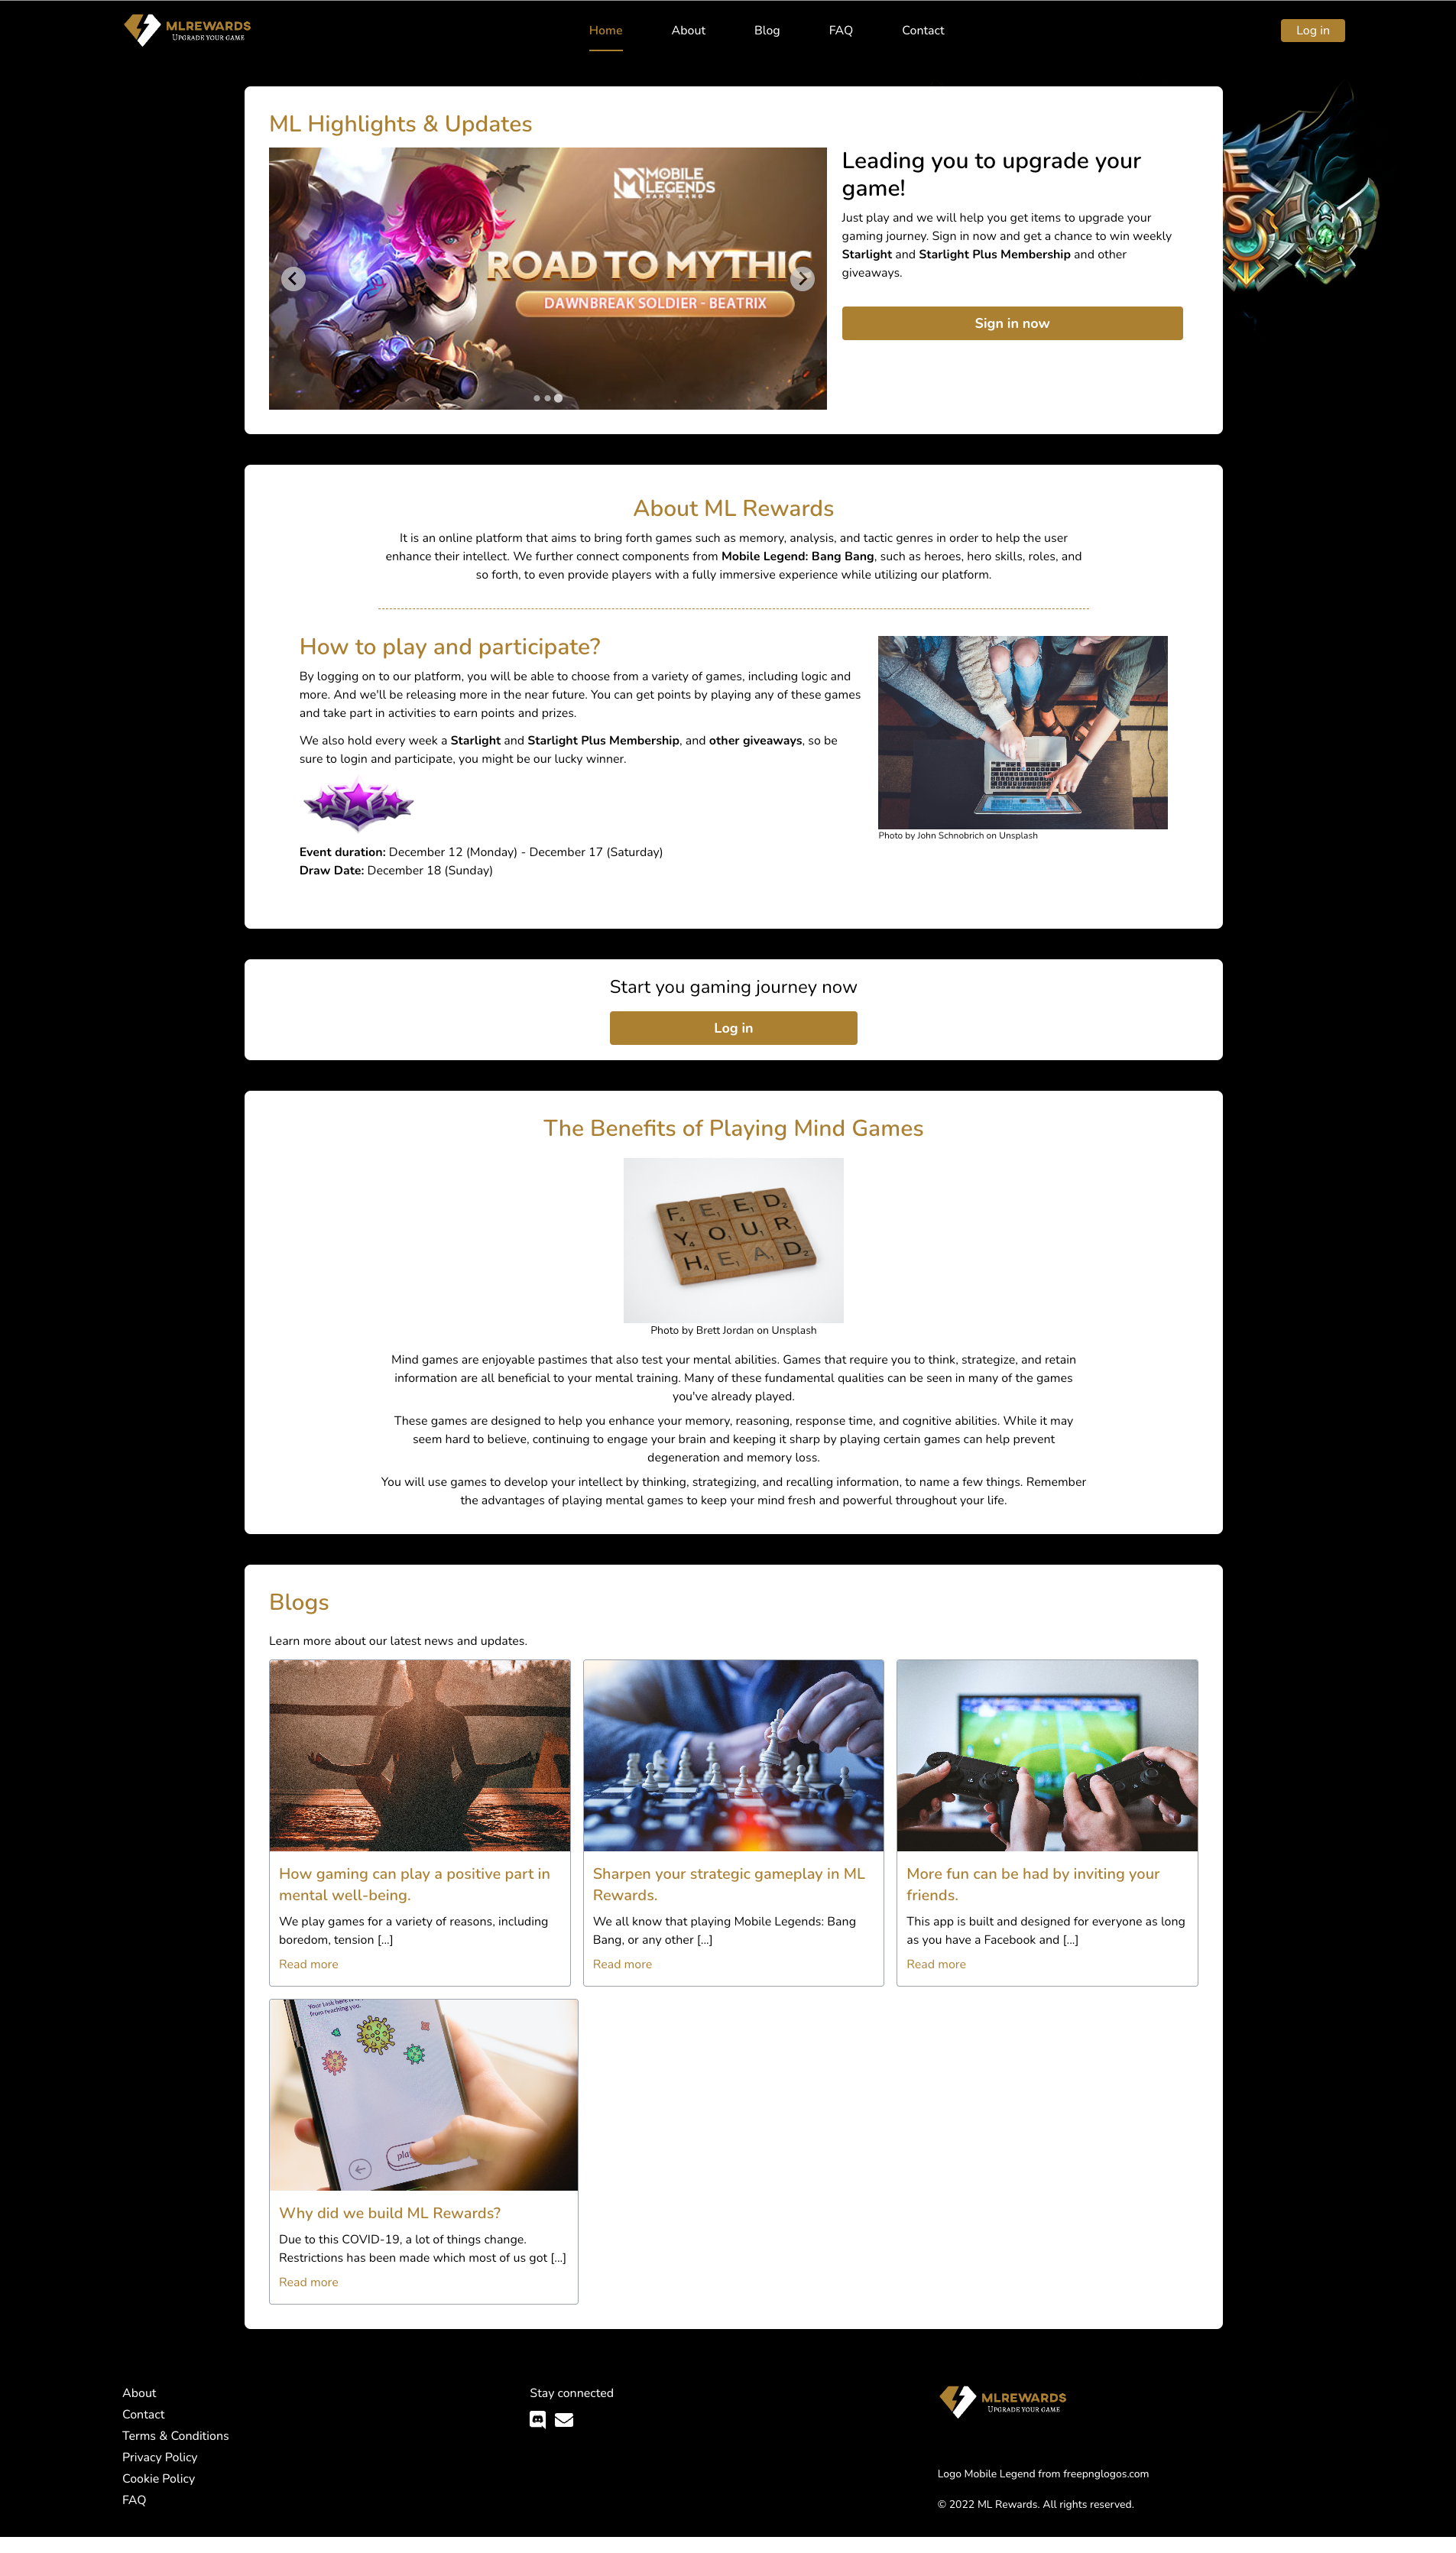 MLREWARDS
UPGRADE YOUR GAME
Home
About
Blog
FAQ
Contact
Log in
ML Highlights & Updates
MOBILE
LEGENDS
BANG BANG
ROAD TO MYTHIC
DAWNBREAK SOLDIER - BEATRIX
Leading you to upgrade your
game!
Just play and we will help you get items to upgrade your
gaming journey. Sign in now and get a chance to win weekly
Starlight and Starlight Plus Membership and other
giveaways.
Sign in now
About ML Rewards
It is an online platform that aims to bring forth games such as memory, analysis, and tactic genres in order to help the user
enhance their intellect. We further connect components from Mobile Legend: Bang Bang, such as heroes, hero skills, roles, and
so forth, to even provide players with a fully immersive experience while utilizing our platform.
How to play and participate?
By logging on to our platform, you will be able to choose from a variety of games, including logic and
more. And we'll be releasing more in the near future. You can get points by playing any of these games
and take part in activities to earn points and prizes.
We also hold every week a Starlight and Starlight Plus Membership, and other giveaways, so be
sure to login and participate, you might be our lucky winner.
Event duration: December 12 (Monday) - December 17 (Saturday)
Draw Date: December 18 (Sunday)
Photo by John Schnobrich on Unsplash
Start you gaming journey now
Log in
The Benefits of Playing Mind Games
FEED
YOUR
HEAD
Photo by Brett Jordan on Unsplash
Mind games are enjoyable pastimes that also test your mental abilities. Games that require you to think, strategize, and retain
information are all beneficial to your mental training. Many of these fundamental qualities can be seen in many of the games
you've already played.
These games are designed to help you enhance your memory, reasoning, response time, and cognitive abilities. While it may
seem hard to believe, continuing to engage your brain and keeping it sharp by playing certain games can help prevent
degeneration and memory loss.
You will use games to develop your intellect by thinking, strategizing, and recalling information, to name a few things. Remember
the advantages of playing mental games to keep your mind fresh and powerful throughout your life.
Blogs
Learn more about our latest news and updates.
How gaming can play a positive part in
mental well-being.
We play games for a variety of reasons, including
boredom, tension [...]
Read more
Sharpen your strategic gameplay in ML
Rewards.
We all know that playing Mobile Legends: Bang
Bang, or any other [...]
Read more
More fun can be had by inviting your
friends.
This app is built and designed for everyone as long
as you have a Facebook and [...]
Read more
from reaching you.
Why did we build ML Rewards?
Due to this COVID-19, a lot of things change.
Restrictions has been made which most of us got [...]
Read more
About
Contact
Terms & Conditions
Privacy Policy
Cookie Policy
FAQ
Stay connected
MLREWARDS
UPGRADE YOUR GAME
Logo Mobile Legend from freepnglogos.com
© 2022 ML Rewards. All rights reserved.